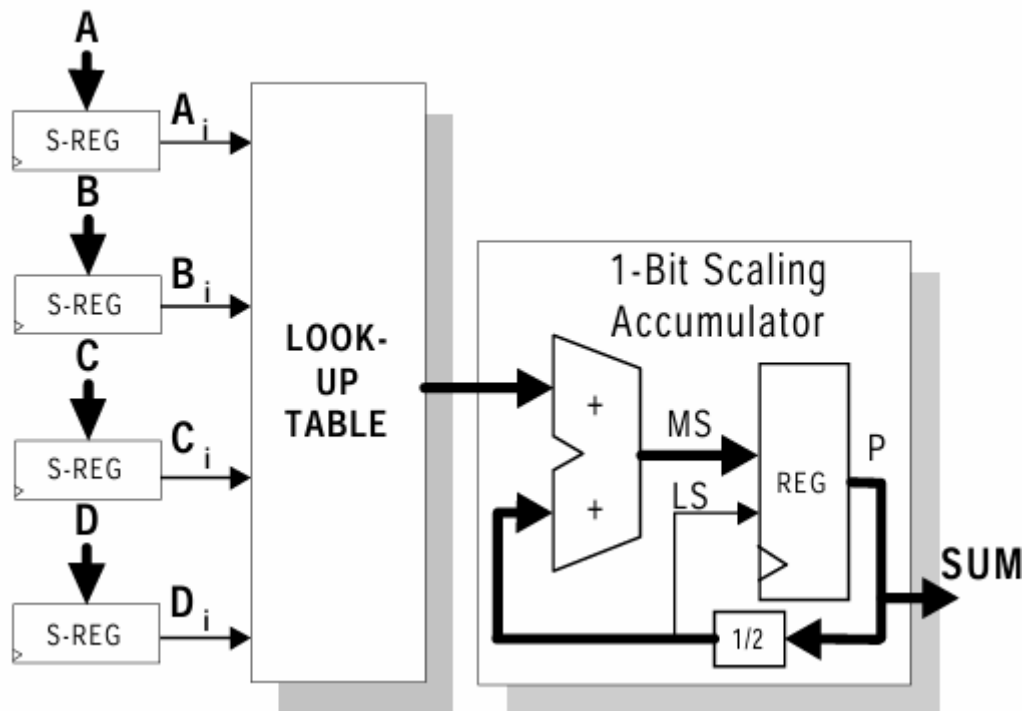 A
S-REG
A i
B
S-REG
B i
C
S-REG
C i
D
S-REG
D i
LOOK-
UP
TABLE
1-Bit Scaling
Accumulator
+
+
MS
LS
REG
P
1/2
SUM